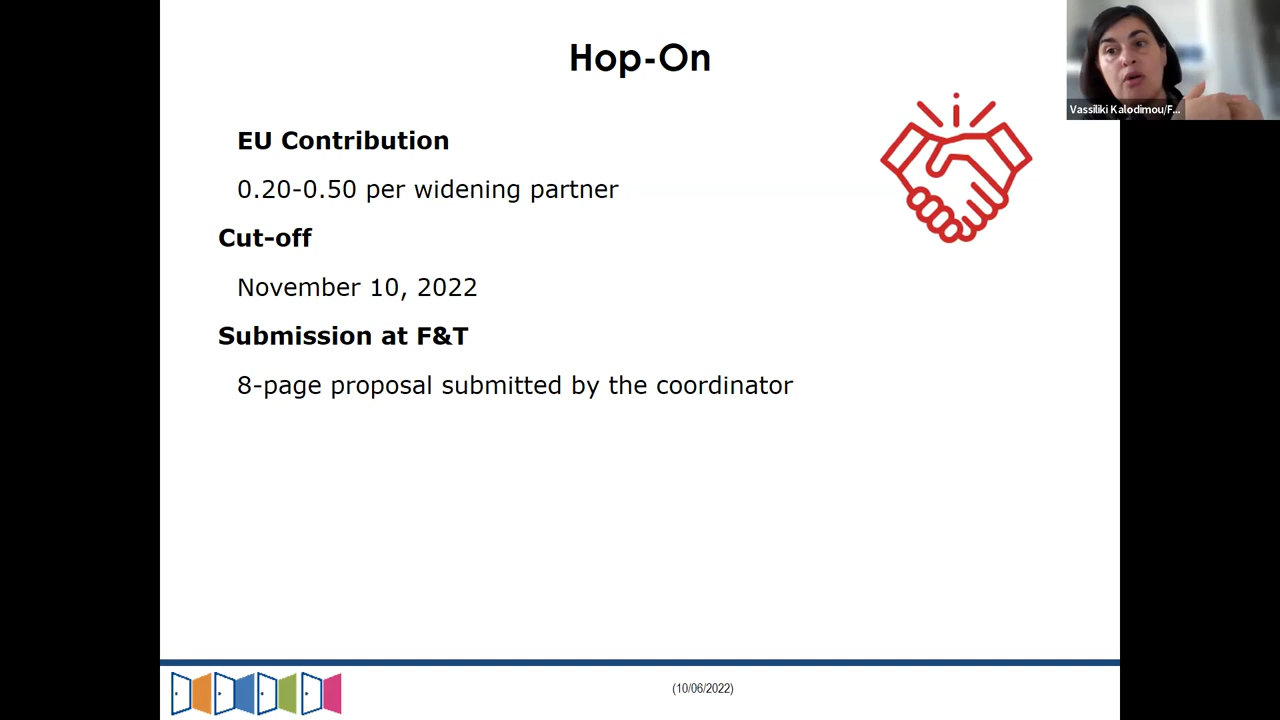 Hop-On
Vassiliki Kalodimou/F...
EU Contribution
0.20-0.50 per widening partner
Cut-off
November 10, 2022
Submission at F&T
8-page proposal submitted by the coordinator
(10/06/2022)